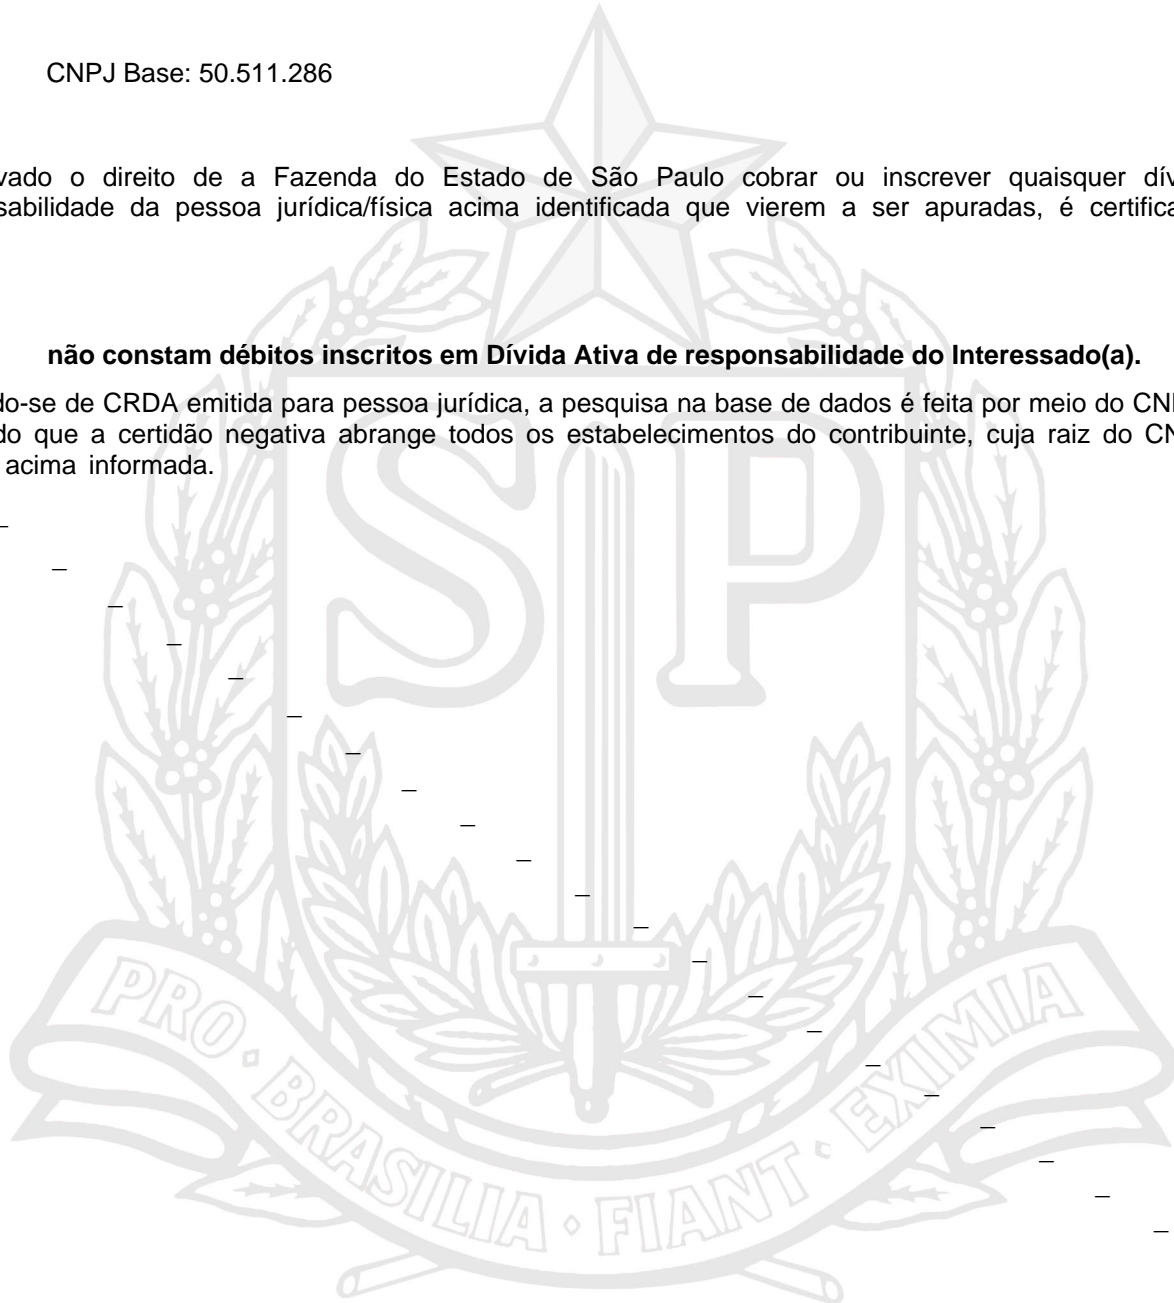 CNPJ Base: 50.511.286
vado o direito de a Fazenda do Estado de São Paulo cobrar ou inscrever quaisquer dív
sabilidade da pessoa jurídica/física acima identificada que vierem a ser apuradas, é certifica
não constam débitos inscritos em Dívida Ativa de responsabilidade do Interessado(a).
do-se de CRDA emitida para pessoa jurídica, a pesquisa na base de dados é feita por meio do CN
do que a certidão negativa abrange todos os estabelecimentos do contribuinte, cuja raiz do CN
acima informada.
SP
PRO • BRASILIA • FIANT • EXIMIA